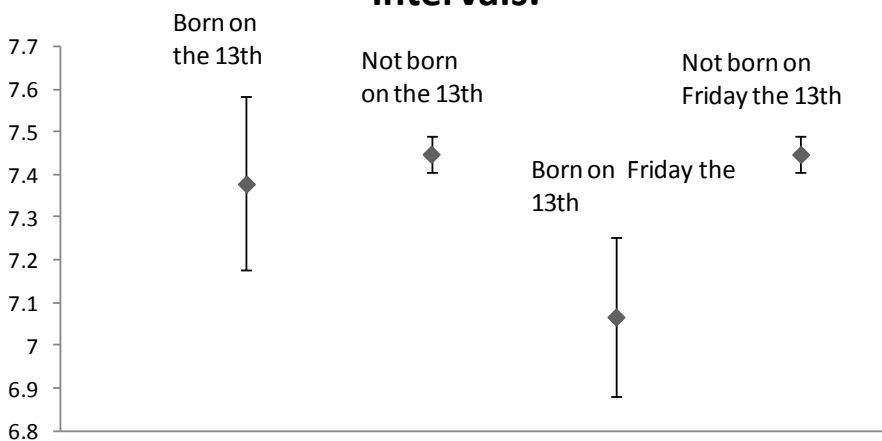 intervals.
Born on
the 13th
Not born
on the 13th
Born on Friday the
13th
Not born on
Friday the 13th
7.7
7.6
7.5
7.4
7.3
7.2
7.1
7
6.9
6.8